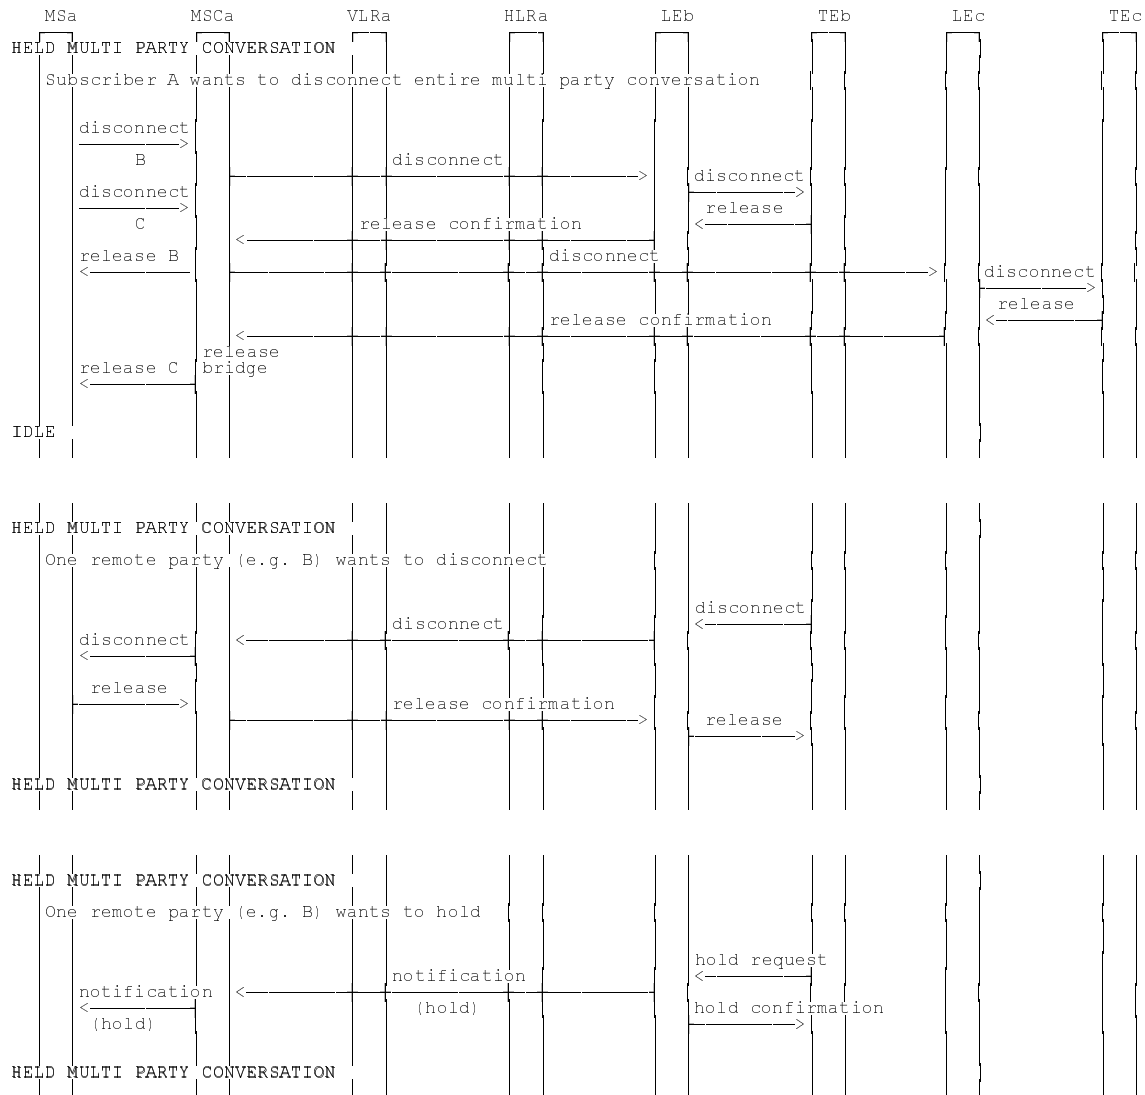 MSa MSCa VLRa HLRa LEb TEb LEc TEc
HELD MULTI PARTY CONVERSATION
Subscriber A wants to disconnect entire multi party conversation
disconnect
B
disconnect
disconnect
disconnect
release
C
release confirmation
release B
disconnect
disconnect
release
release confirmation
release
release C bridge
IDLE
HELD MULTI PARTY CONVERSATION
One remote party (e.g. B) wants to disconnect
disconnect
disconnect
disconnect
release
release confirmation
release
HELD MULTI PARTY CONVERSATION
HELD MULTI PARTY CONVERSATION
One remote party (e.g. B) wants to hold
hold request
notification
notification
(hold)
hold confirmation
(hold)
HELD MULTI PARTY CONVERSATION